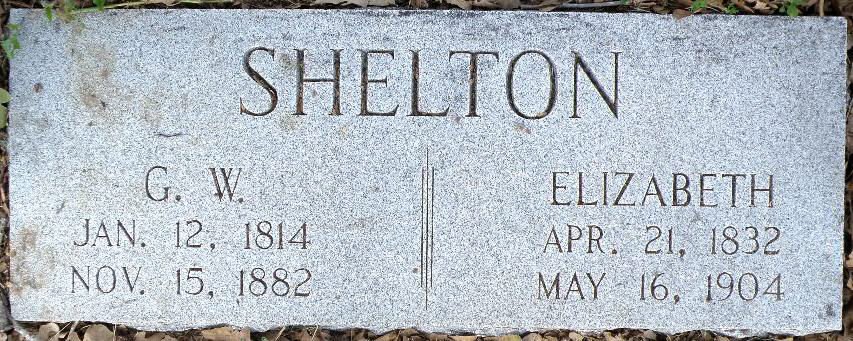 SHELTON
G. W.
JAN. 12, 1814
NOV. 15, 1882
ELIZABETH
APR. 21, 1832
MAY 16, 1904